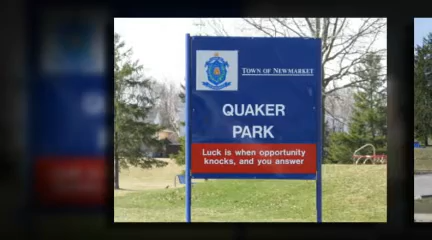 TOWN OF NEWMARKET
QUAKER
PARK
Luck is when opportunity
knocks, and you answer